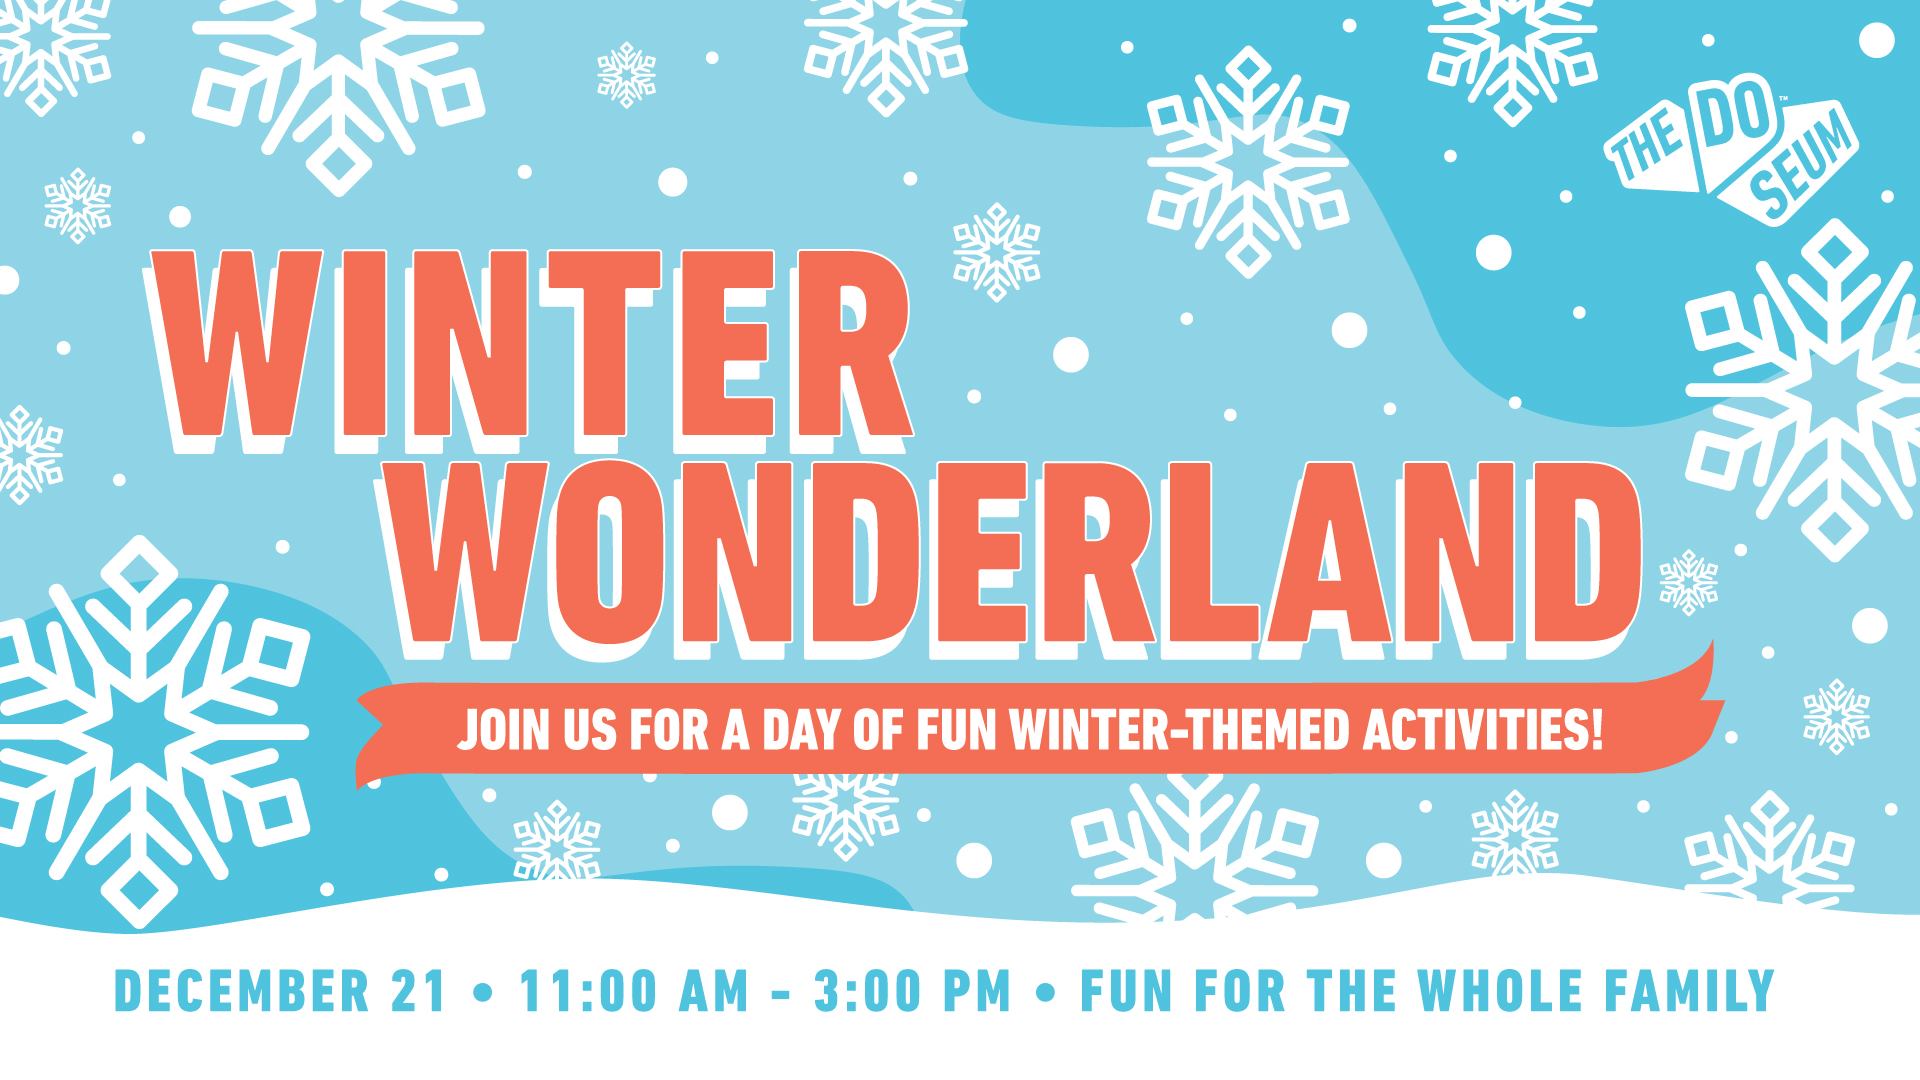 THE DO SEUM™
WINTER
WONDERLAND
JOIN US FOR A DAY OF FUN WINTER-THEMED ACTIVITIES!
DECEMBER 21 • 11:00 AM - 3:00 PM • FUN FOR THE WHOLE FAMILY